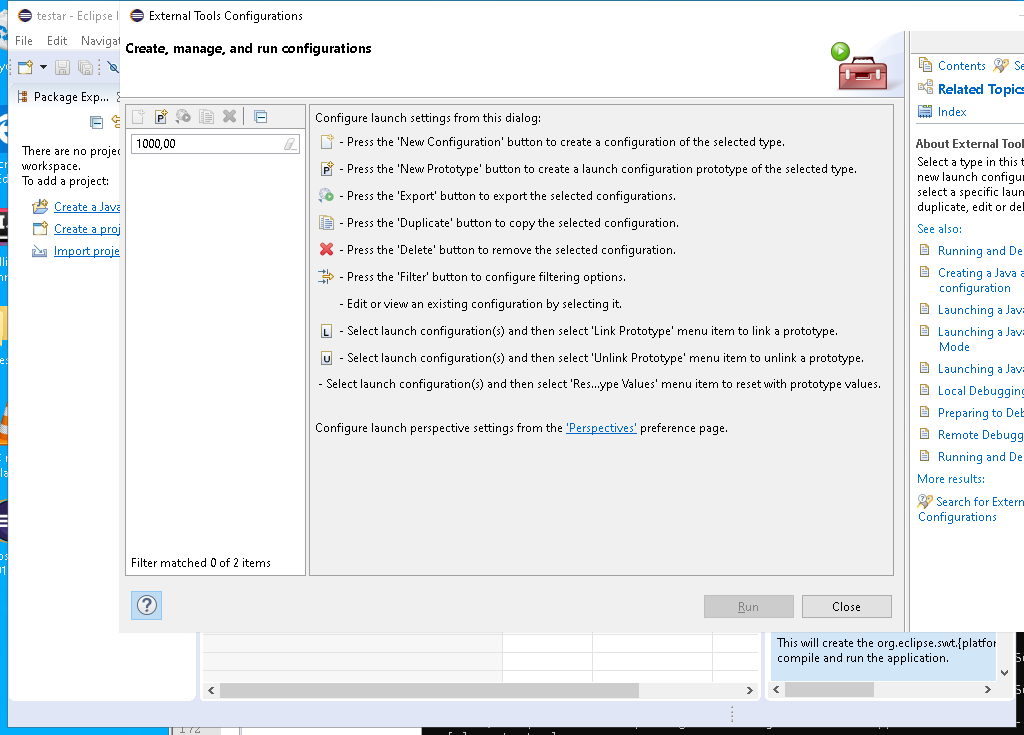 testar - Eclipse I
External Tools Configurations
File Edit Navigat
Create, manage, and run configurations
Package Exp...
There are no projec
workspace.
To add a project:
Create a Java
Create a proj
Import proje
1000,00
Filter matched 0 of 2 items
Configure launch settings from this dialog:
- Press the 'New Configuration' button to create a configuration of the selected type.
- Press the 'New Prototype' button to create a launch configuration prototype of the selected type.
- Press the 'Export' button to export the selected configurations.
- Press the 'Duplicate' button to copy the selected configuration.
- Press the 'Delete' button to remove the selected configuration.
- Press the 'Filter' button to configure filtering options.
- Edit or view an existing configuration by selecting it.
- Select launch configuration(s) and then select 'Link Prototype' menu item to link a prototype.
- Select launch configuration(s) and then select 'Unlink Prototype' menu item to unlink a prototype.
- Select launch configuration(s) and then select 'Res...ype Values' menu item to reset with prototype values.
Configure launch perspective settings from the 'Perspectives' preference page.
Run
Close
Contents Se
Related Topics
Index
About External Tool
Select a type in this t
new launch configur
select a specific laun
duplicate, edit or del
See also:
Running and De
Creating a Java a
configuration
Launching a Java
Launching a Java
Mode
Launching a Java
Local Debugging
Preparing to Deb
Remote Debugg
Running and De
More results:
Search for Extern
Configurations
This will create the org.eclipse.swt.{platfor
compile and run the application.
172